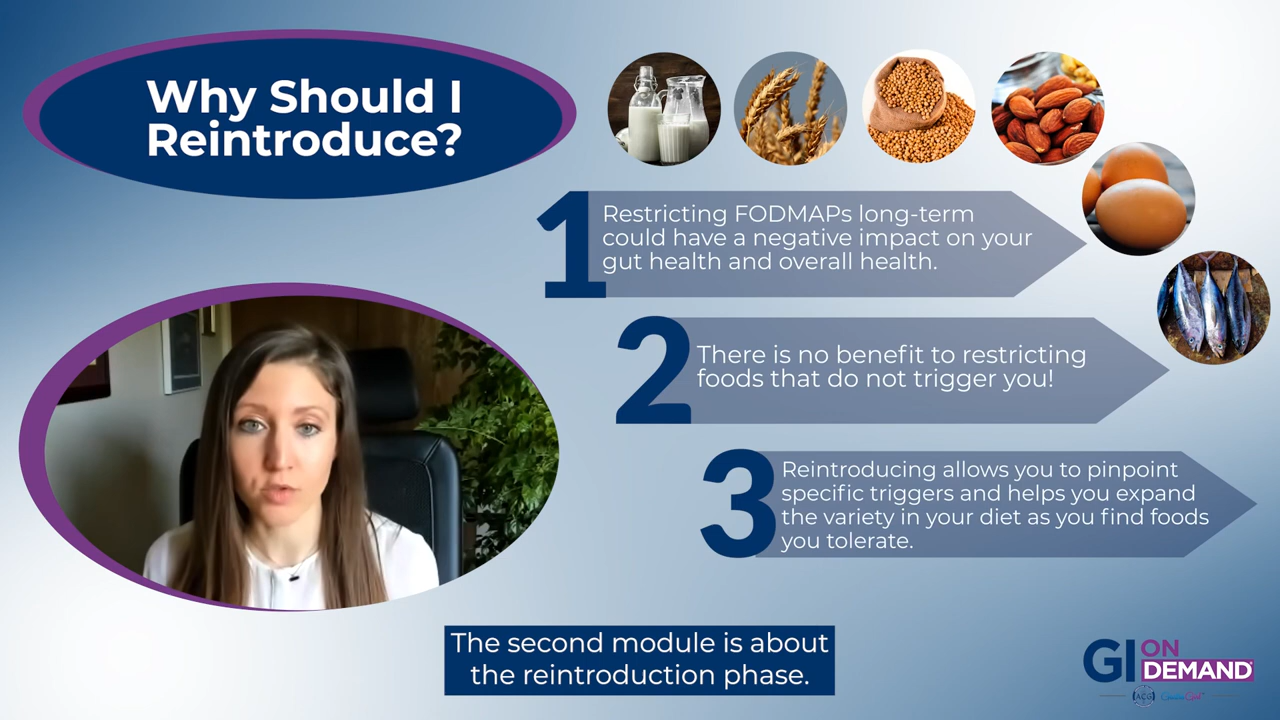 Why Should I
Reintroduce?
1
Restricting FODMAPs long-term
could have a negative impact on your
gut health and overall health.
2
There is no benefit to restricting
foods that do not trigger you!
3
Reintroducing allows you to pinpoint
specific triggers and helps you expand
the variety in your diet as you find foods
you tolerate.
The second module is about
the reintroduction phase.
GI ON
DEMAND
ACG